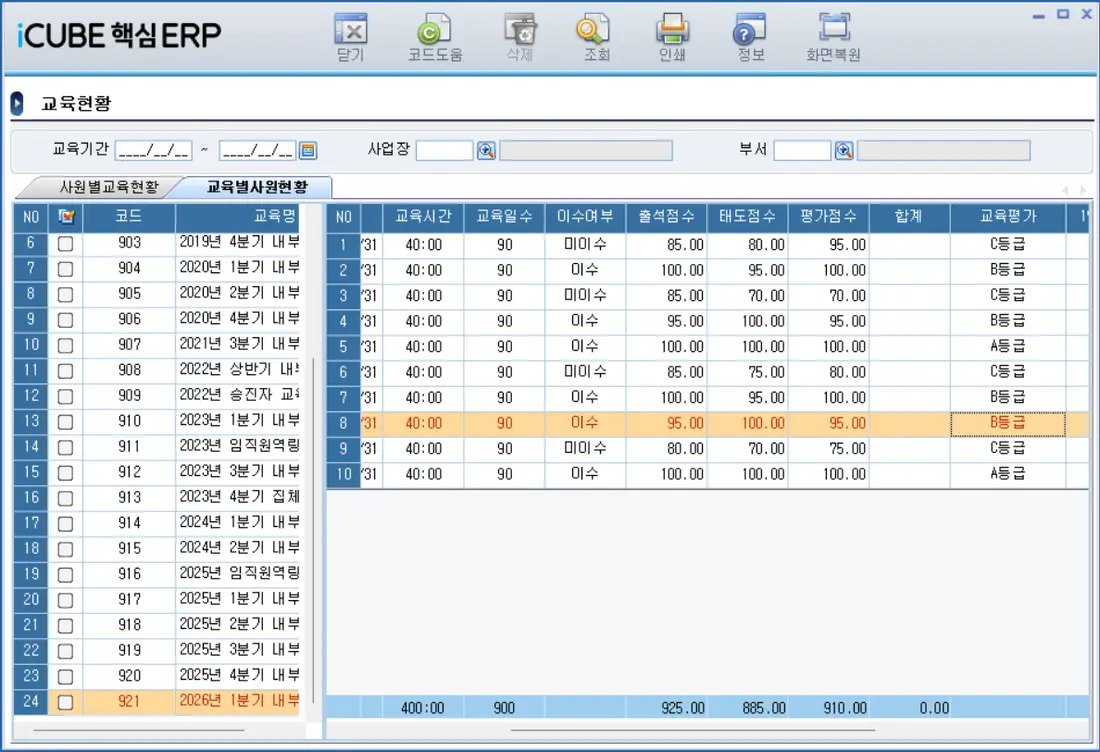 iCUBE 핵심ERP
닫기 코드도움 삭제 조회 인쇄 정보 화면복원
교육현황
교육기간 ____/__/__ ~ ____/__/__ 사업장 부서
사원별교육현황 교육별사원현황
NO 코드 교육명
6 903 2019년 4분기 내부
7 904 2020년 1분기 내부
8 905 2020년 2분기 내부
9 906 2020년 4분기 내부
10 907 2021년 3분기 내부
11 908 2022년 상반기 내부
12 909 2022년 승진자 교육
13 910 2023년 1분기 내부
14 911 2023년 임직원역량
15 912 2023년 3분기 내부
16 913 2023년 4분기 집체
17 914 2024년 1분기 내부
18 915 2024년 2분기 내부
19 916 2025년 임직원역량
20 917 2025년 1분기 내부
21 918 2025년 2분기 내부
22 919 2025년 3분기 내부
23 920 2025년 4분기 내부
24 921 2026년 1분기 내부
NO 교육시간 교육일수 이수여부 출석점수 태도점수 평가점수 합계 교육평가
1 /31 40:00 90 미이수 85.00 80.00 95.00 C등급
2 /31 40:00 90 이수 100.00 95.00 100.00 B등급
3 /31 40:00 90 미이수 85.00 70.00 70.00 C등급
4 /31 40:00 90 이수 95.00 100.00 95.00 B등급
5 /31 40:00 90 이수 100.00 100.00 100.00 A등급
6 /31 40:00 90 미이수 85.00 75.00 80.00 C등급
7 /31 40:00 90 이수 100.00 95.00 100.00 B등급
8 /31 40:00 90 이수 95.00 100.00 95.00 B등급
9 /31 40:00 90 미이수 80.00 70.00 75.00 C등급
10 /31 40:00 90 이수 100.00 100.00 100.00 A등급
400:00 900 925.00 885.00 910.00 0.00